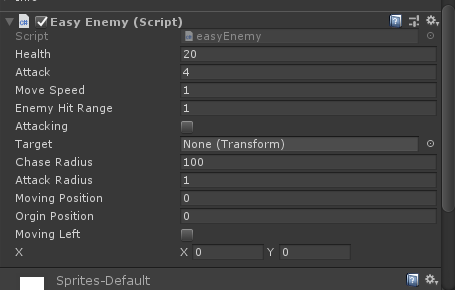 Easy Enemy (Script)
Script easyEnemy
Health 20
Attack 4
Move Speed 1
Enemy Hit Range 1
Attacking
Target None (Transform)
Chase Radius 100
Attack Radius 1
Moving Position 0
Orgin Position 0
Moving Left
X X 0 Y 0
Sprites-Default